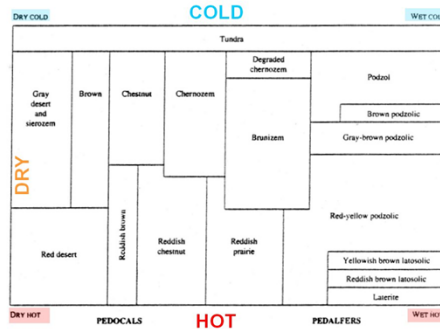 DRY COLD
COLD
WET COLD
Tundra
Gray
desert
and
sierozem
Brown
Chestnut
Chernozem
Degraded
chernozem
Podzol
Brown podzolic
Gray-brown podzolic
Brunizem
DRY
Red desert
Reddish brown
Reddish
chestnut
Reddish
prairie
Red-yellow podzolic
Yellowish brown latosolic
Reddish brown latosolic
Laterite
DRY HOT
PEDOCALS
HOT
PEDALFERS
WET HOT